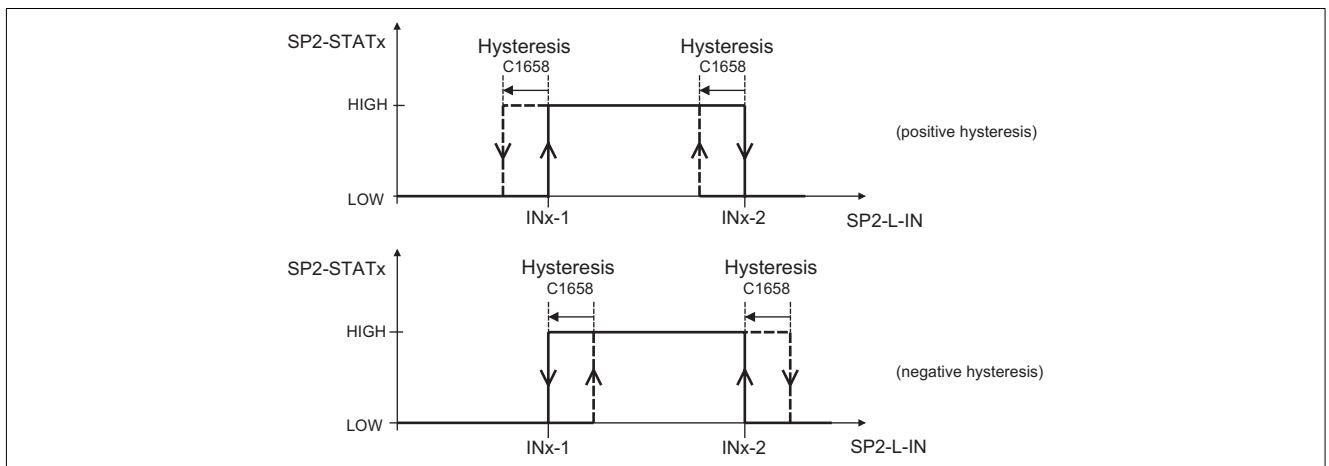 SP2-STATx
Hysteresis
C1658
Hysteresis
C1658
HIGH
(positive hysteresis)
LOW
INx-1
INx-2
SP2-L-IN
SP2-STATx
Hysteresis
C1658
Hysteresis
C1658
HIGH
(negative hysteresis)
LOW
INx-1
INx-2
SP2-L-IN